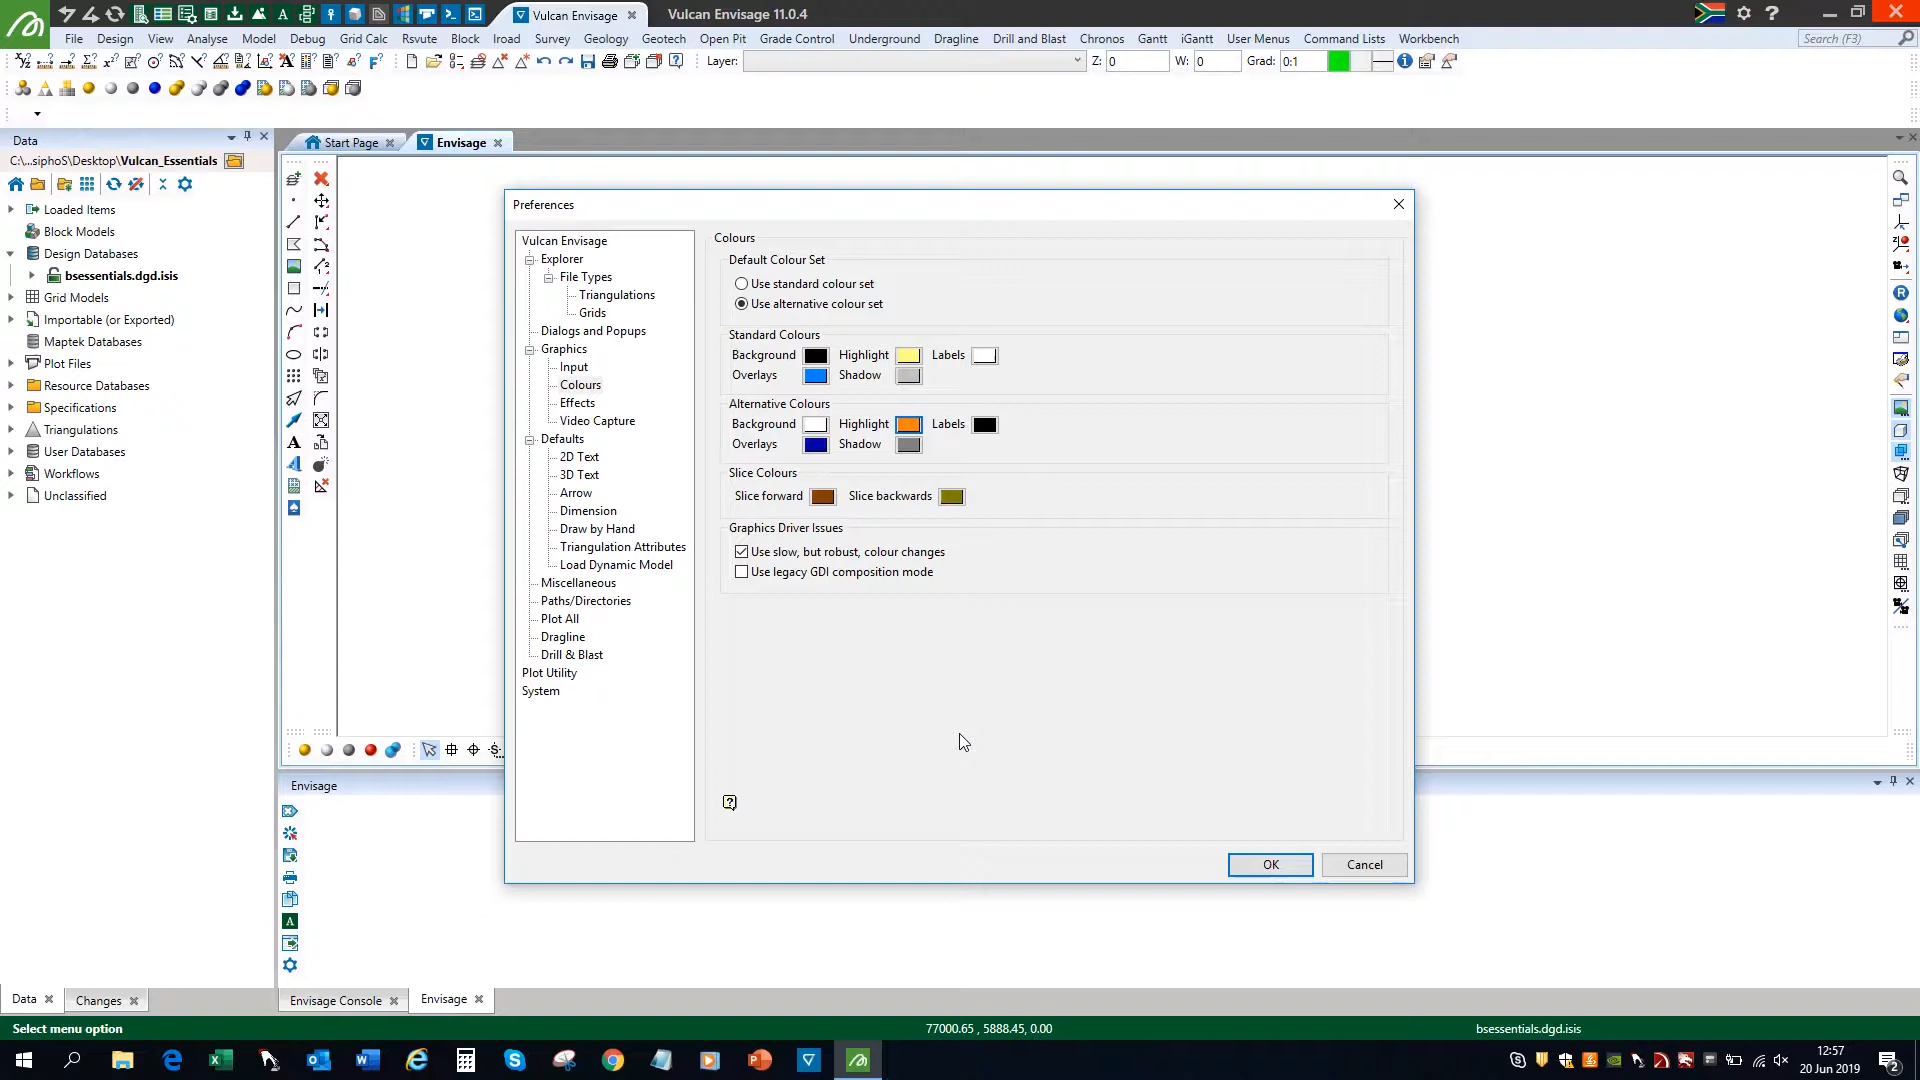 Vulcan Envisage
Vulcan Envisage 11.0.4
File Design View Analyse Model Debug Grid Calc Rsvute Block Iroad Survey Geology Geotech Open Pit Grade Control Underground Dragline Drill and Blast Chronos Gantt iGantt User Menus Command Lists Workbench
Search (F3)
Layer: Z: 0 W: 0 Grad: 0:1
Data
C:\...siphoS\Desktop\Vulcan_Essentials
Start Page
Envisage
Loaded Items
Block Models
Design Databases
bsessentials.dgd.isis
Grid Models
Importable (or Exported)
Maptek Databases
Plot Files
Resource Databases
Specifications
Triangulations
User Databases
Workflows
Unclassified
Preferences
Vulcan Envisage
Explorer
File Types
Triangulations
Grids
Dialogs and Popups
Graphics
Input
Colours
Effects
Video Capture
Defaults
2D Text
3D Text
Arrow
Dimension
Draw by Hand
Triangulation Attributes
Load Dynamic Model
Miscellaneous
Paths/Directories
Plot All
Dragline
Drill & Blast
Plot Utility
System
Colours
Default Colour Set
Use standard colour set
Use alternative colour set
Standard Colours
Background Highlight Labels
Overlays Shadow
Alternative Colours
Background Highlight Labels
Overlays Shadow
Slice Colours
Slice forward Slice backwards
Graphics Driver Issues
Use slow, but robust, colour changes
Use legacy GDI composition mode
OK Cancel
Envisage
Data Changes
Envisage Console Envisage
Select menu option
77000.65 , 5888.45, 0.00
bsessentials.dgd.isis
12:57
20 Jun 2019
2